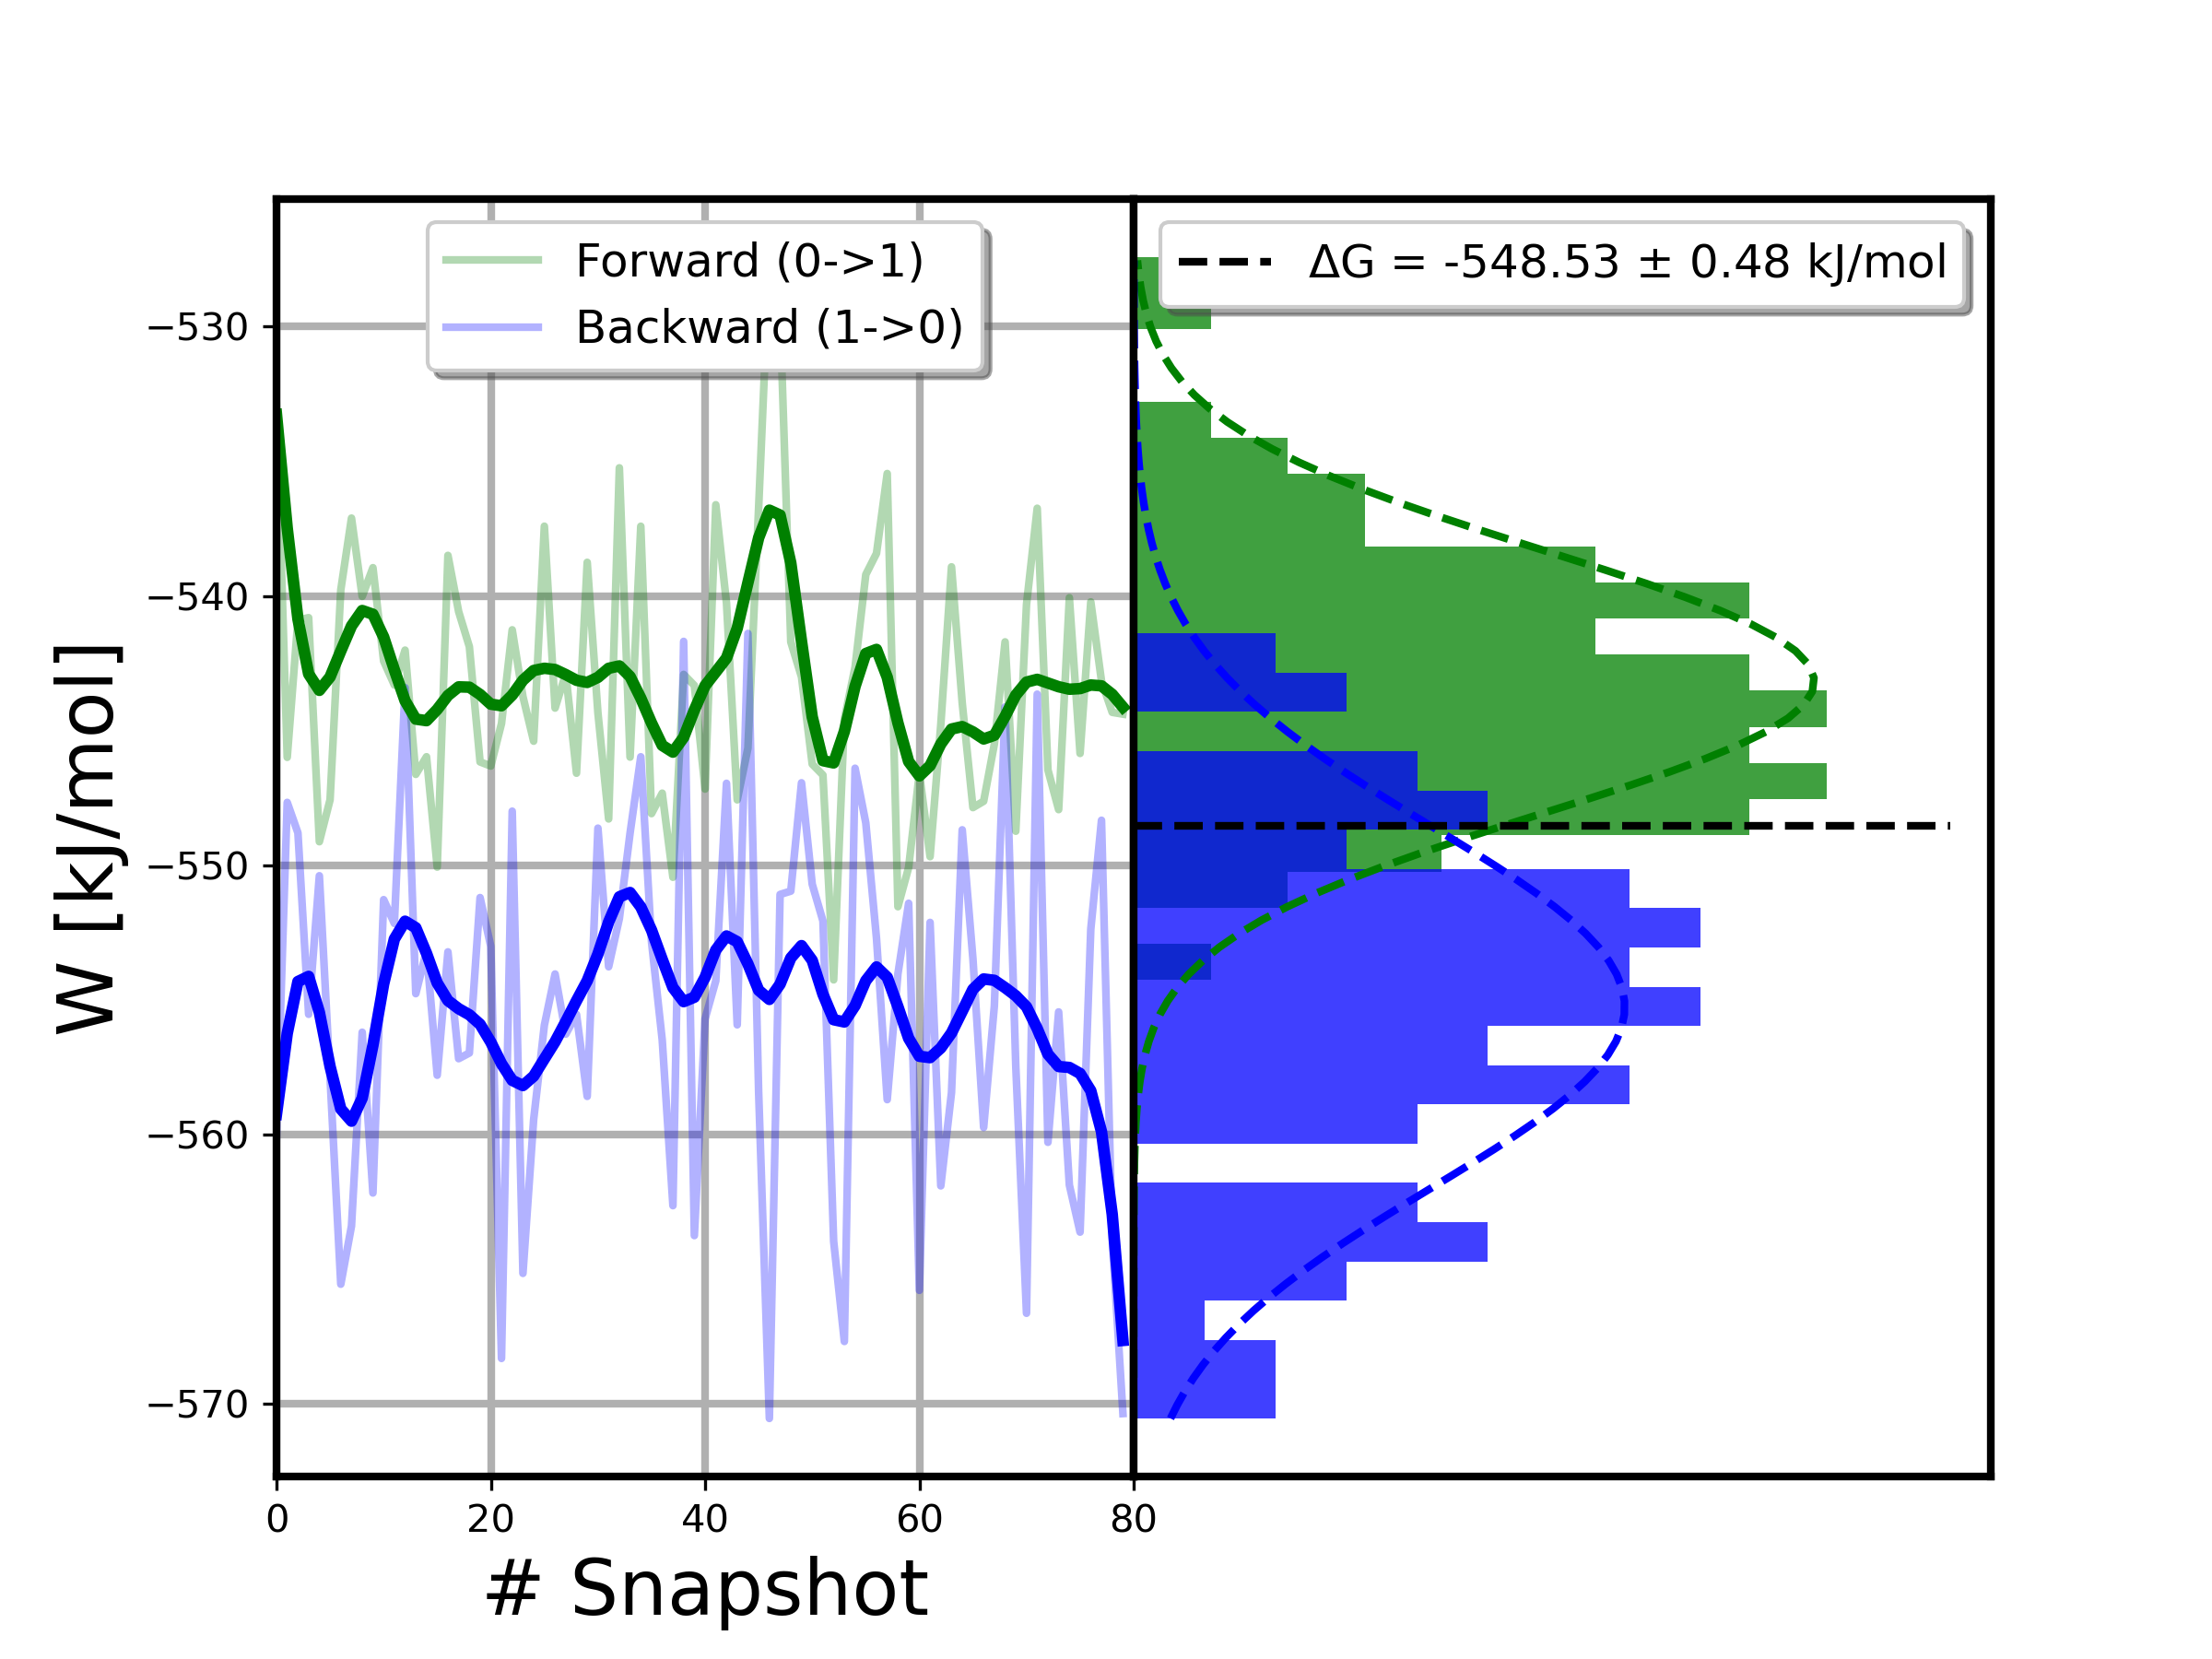 Forward (0->1)
Backward (1->0)
ΔG = -548.53 ± 0.48 kJ/mol
W [kJ/mol]
−530
−540
−550
−560
−570
0 20 40 60 80
# Snapshot